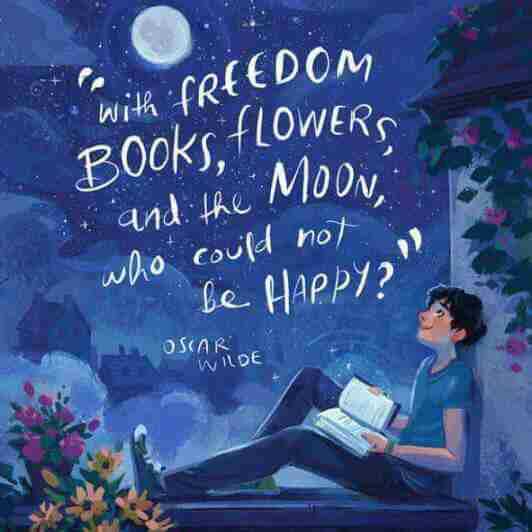 "with FREEDOM
BOOKS, FLOWERS,
and the MOON,
who could not
be HAPPY?"
OSCAR
WILDE